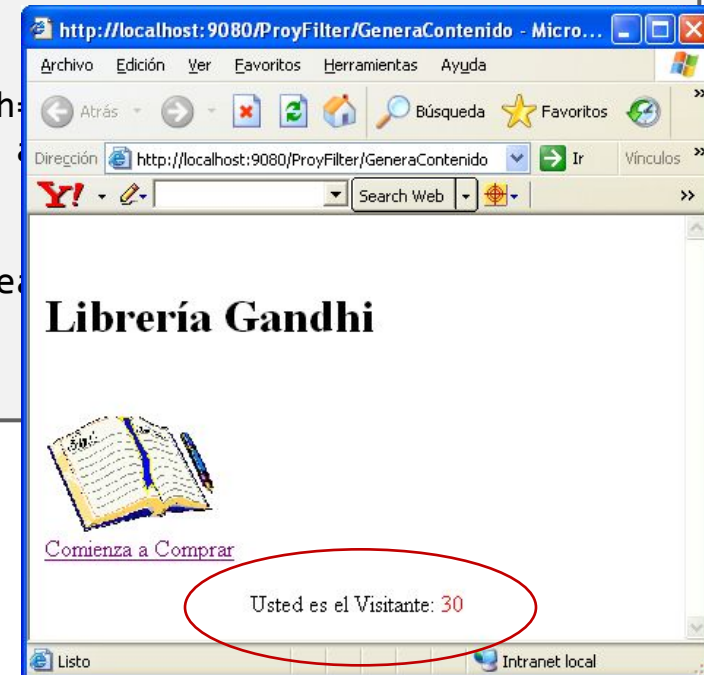 http://localhost:9080/ProyFilter/GeneraContenido - Micro...
Archivo Edición Ver Favoritos Herramientas Ayuda
Atrás Búsqueda Favoritos
Dirección http://localhost:9080/ProyFilter/GeneraContenido Ir Vínculos
Y! Search Web
Librería Gandhi
Comienza a Comprar
Usted es el Visitante: 30
Listo Intranet local